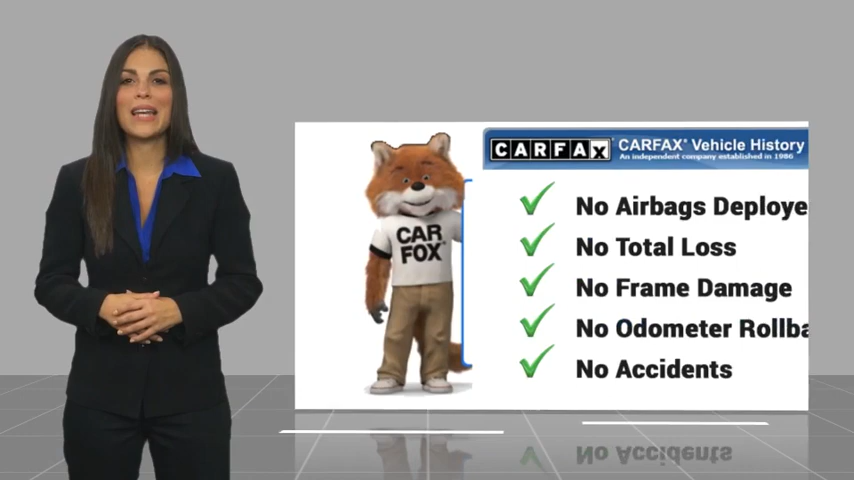 CARFAX
CARFAX® Vehicle History
An independent company established in 1986
CAR
FOX
No Airbags Deploye
No Total Loss
No Frame Damage
No Odometer Rollba
No Accidents
No Accidents